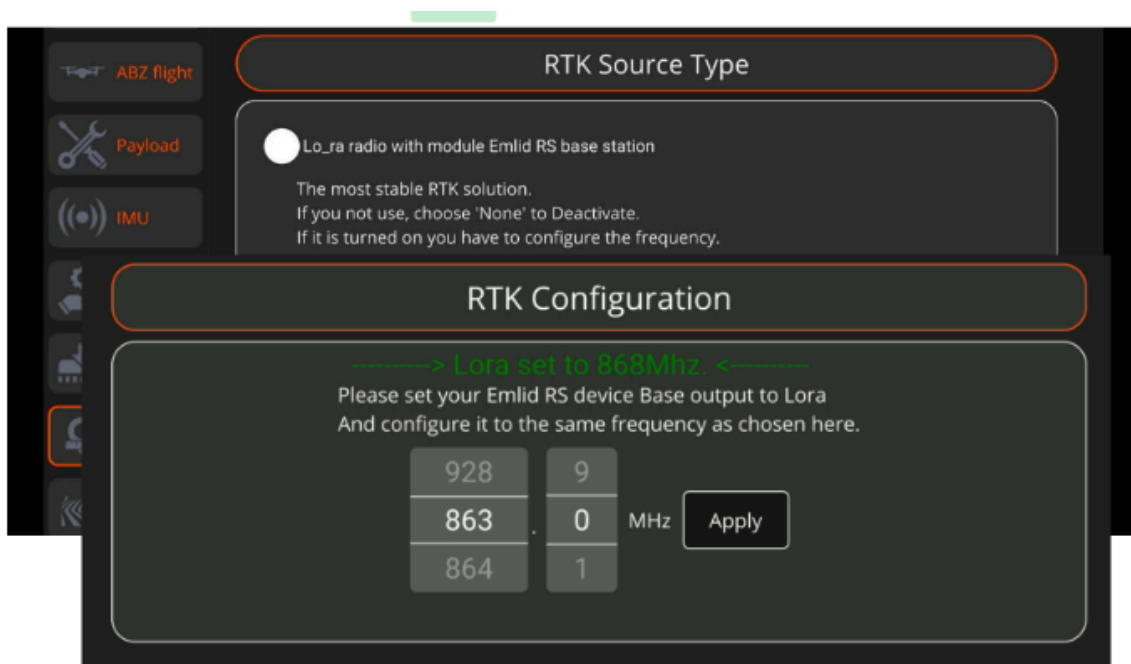 ABZ flight
Payload
IMU
RTK Source Type
Lo_ra radio with module Emlid RS base station
The most stable RTK solution.
If you not use, choose 'None' to Deactivate.
If it is turned on you have to configure the frequency.
RTK Configuration
----------> Lora set to 868Mhz. <----------
Please set your Emlid RS device Base output to Lora
And configure it to the same frequency as chosen here.
928 9
863 . 0 MHz Apply
864 1